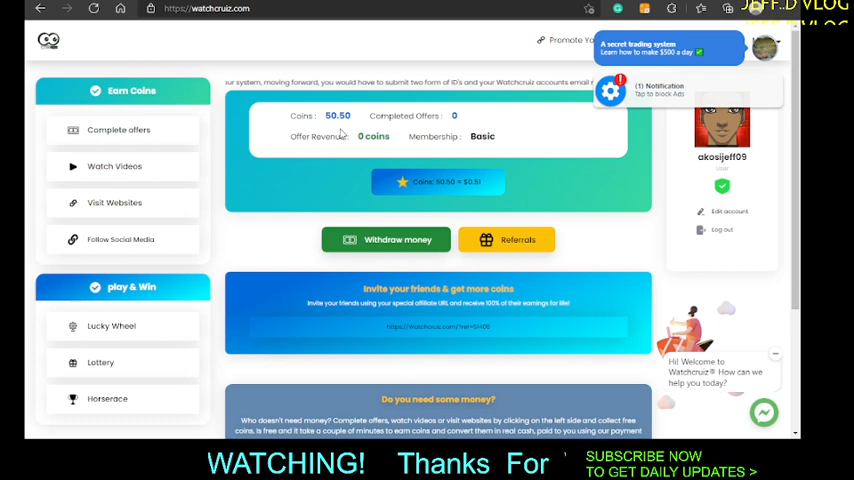 JEFF.D VLOG
https://watchcruiz.com
Promote Yo
A secret trading system
Learn how to make $500 a day
(1) Notification
Tap to block Ads
our system, moving forward, you would have to submit two form of ID's and your Watchcruiz accounts email
Earn Coins
Complete offers
Watch Videos
Visit Websites
Follow Social Media
Coins : 50.50 Completed Offers : 0
Offer Revenue: 0 coins Membership : Basic
Coins: 50.50 = $0.51
Withdraw money
Referrals
akosijeff09
Edit account
Log out
play & Win
Lucky Wheel
Lottery
Horserace
Invite your friends & get more coins
Invite your friends using your special affiliate URL and receive 100% of their earnings for life!
Hi! Welcome to
Watchcruiz® How can we
help you today?
Do you need some money?
Who doesn't need money? Complete offers, watch videos or visit websites by clicking on the left side and collect free
coins. Is free and it take a couple of minutes to earn coins and convert them in real cash, paid to you using our payment
WATCHING! Thanks For
SUBSCRIBE NOW
TO GET DAILY UPDATES >